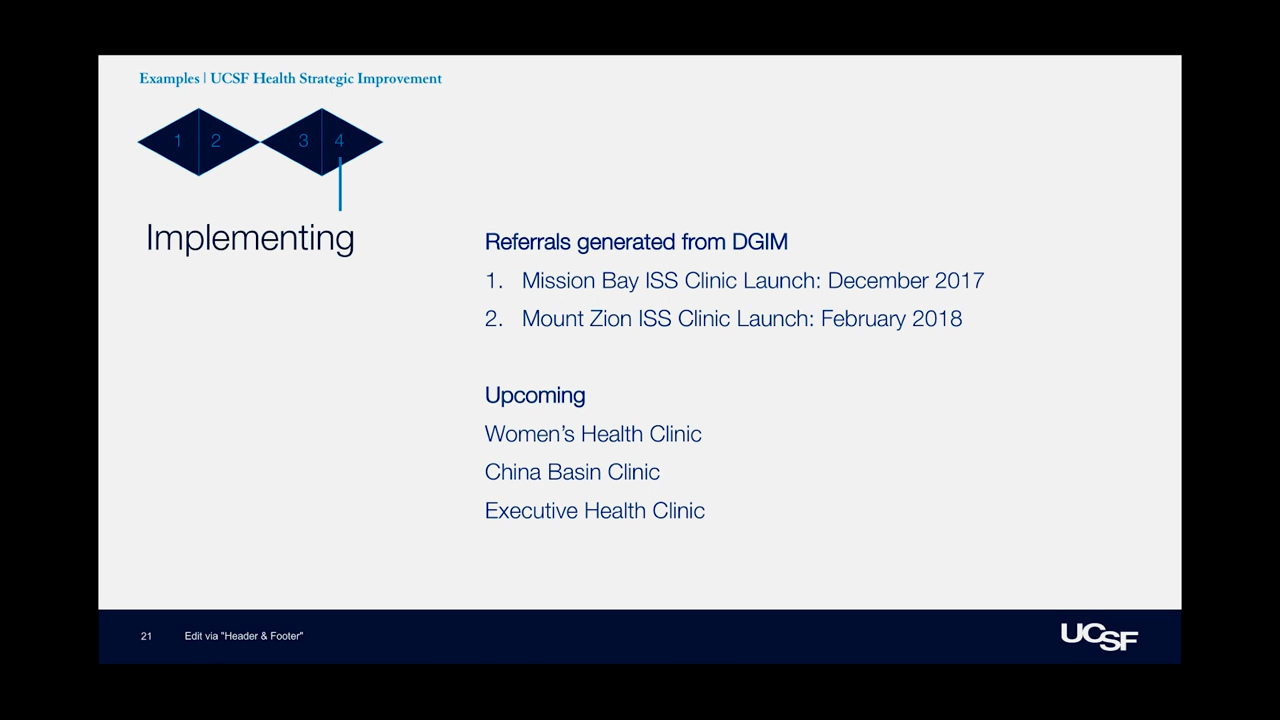 Examples | UCSF Health Strategic Improvement
1 2 3 4
Implementing
Referrals generated from DGIM
1. Mission Bay ISS Clinic Launch: December 2017
2. Mount Zion ISS Clinic Launch: February 2018
Upcoming
Women’s Health Clinic
China Basin Clinic
Executive Health Clinic
21 Edit via "Header & Footer"
UCSF